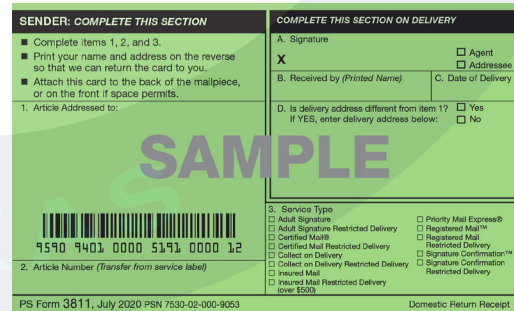 SENDER: COMPLETE THIS SECTION
■ Complete items 1, 2, and 3.
■ Print your name and address on the reverse
so that we can return the card to you.
■ Attach this card to the back of the mailpiece,
or on the front if space permits.
1. Article Addressed to:
9590 9401 0000 5191 0000 12
2. Article Number (Transfer from service label)
COMPLETE THIS SECTION ON DELIVERY
A. Signature
X
☐ Agent
☐ Addressee
B. Received by (Printed Name)
C. Date of Delivery
D. Is delivery address different from item 1? ☐ Yes
If YES, enter delivery address below: ☐ No
SAMPLE
3. Service Type
☐ Adult Signature
☐ Adult Signature Restricted Delivery
☐ Certified Mail®
☐ Certified Mail Restricted Delivery
☐ Collect on Delivery
☐ Collect on Delivery Restricted Delivery
☐ Insured Mail
☐ Insured Mail Restricted Delivery
(over $500)
☐ Priority Mail Express®
☐ Registered Mail™
☐ Registered Mail
Restricted Delivery
☐ Signature Confirmation™
☐ Signature Confirmation
Restricted Delivery
PS Form 3811, July 2020 PSN 7530-02-000-9053
Domestic Return Receipt